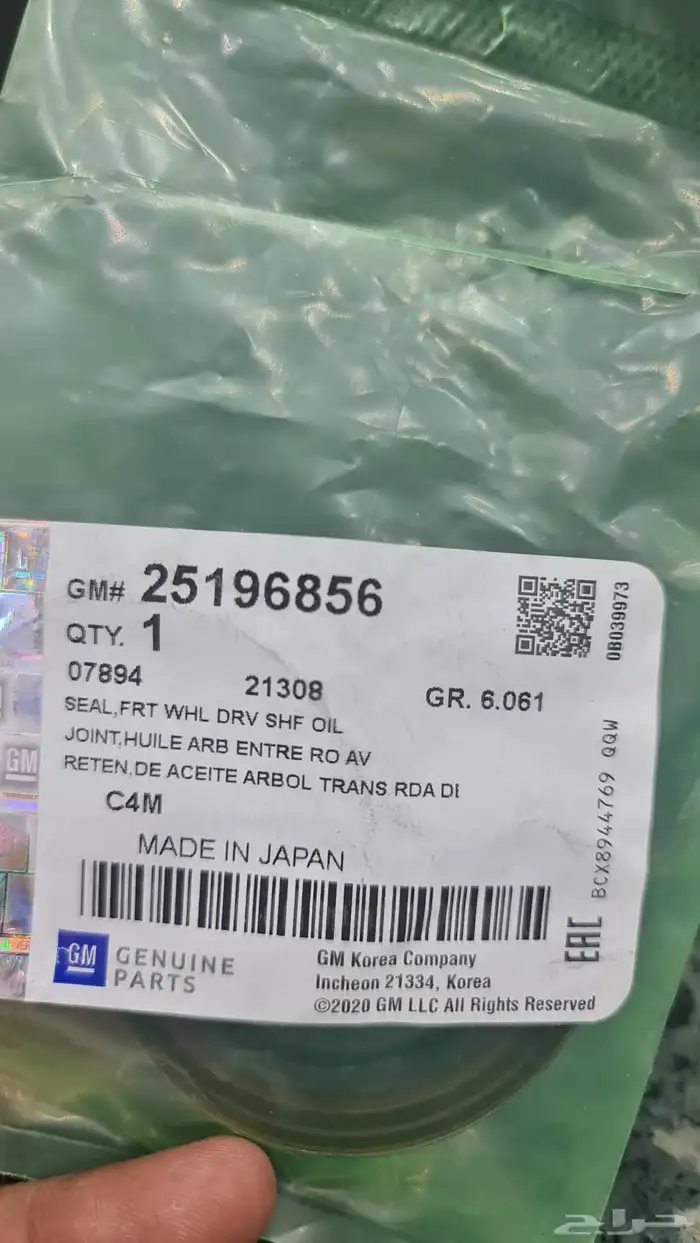 GM# 25196856
QTY. 1
07894 21308 GR. 6.061
SEAL,FRT WHL DRV SHF OIL
JOINT,HUILE ARB ENTRE RO AV
RETEN,DE ACEITE ARBOL TRANS RDA DI
C4M
MADE IN JAPAN
GM GENUINE
PARTS
GM Korea Company
Incheon 21334, Korea
©2020 GM LLC All Rights Reserved
0B039973
BCX8944769 QQW
EAC
GM
حراج